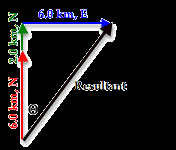 6.0 km, E
2.0 km, N
6.0 km, N
Resultant
Θ